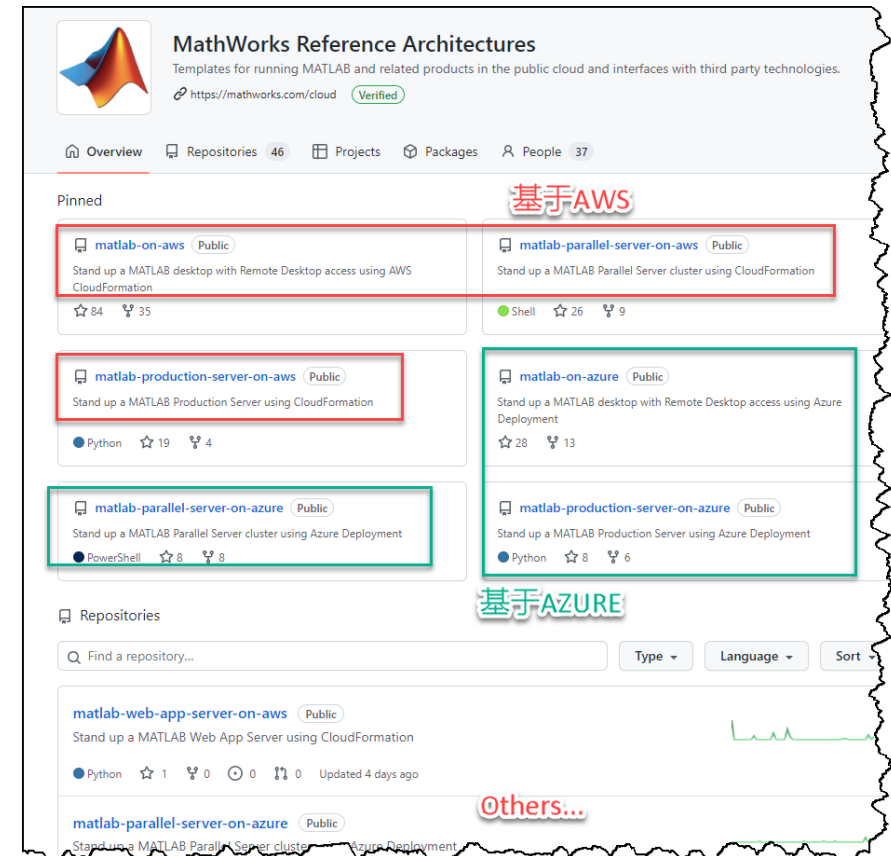 MathWorks Reference Architectures
Templates for running MATLAB and related products in the public cloud and interfaces with third party technologies.
https://mathworks.com/cloud Verified
Overview Repositories 46 Projects Packages People 37
Pinned
基于AWS
matlab-on-aws Public
Stand up a MATLAB desktop with Remote Desktop access using AWS
CloudFormation
84 35
matlab-parallel-server-on-aws Public
Stand up a MATLAB Parallel Server cluster using CloudFormation
Shell 26 9
matlab-production-server-on-aws Public
Stand up a MATLAB Production Server using CloudFormation
Python 19 4
matlab-on-azure Public
Stand up a MATLAB desktop with Remote Desktop access using Azure
Deployment
28 13
matlab-parallel-server-on-azure Public
Stand up a MATLAB Parallel Server cluster using Azure Deployment
PowerShell 8 8
matlab-production-server-on-azure Public
Stand up a MATLAB Production Server using Azure Deployment
Python 8 6
基于AZURE
Repositories
Find a repository...
Type Language Sort
matlab-web-app-server-on-aws Public
Stand up a MATLAB Web App Server using CloudFormation
Python 1 0 0 0 Updated 4 days ago
Others...
matlab-parallel-server-on-azure Public
Stand up a MATLAB Parallel Server cluster Azure Deployment